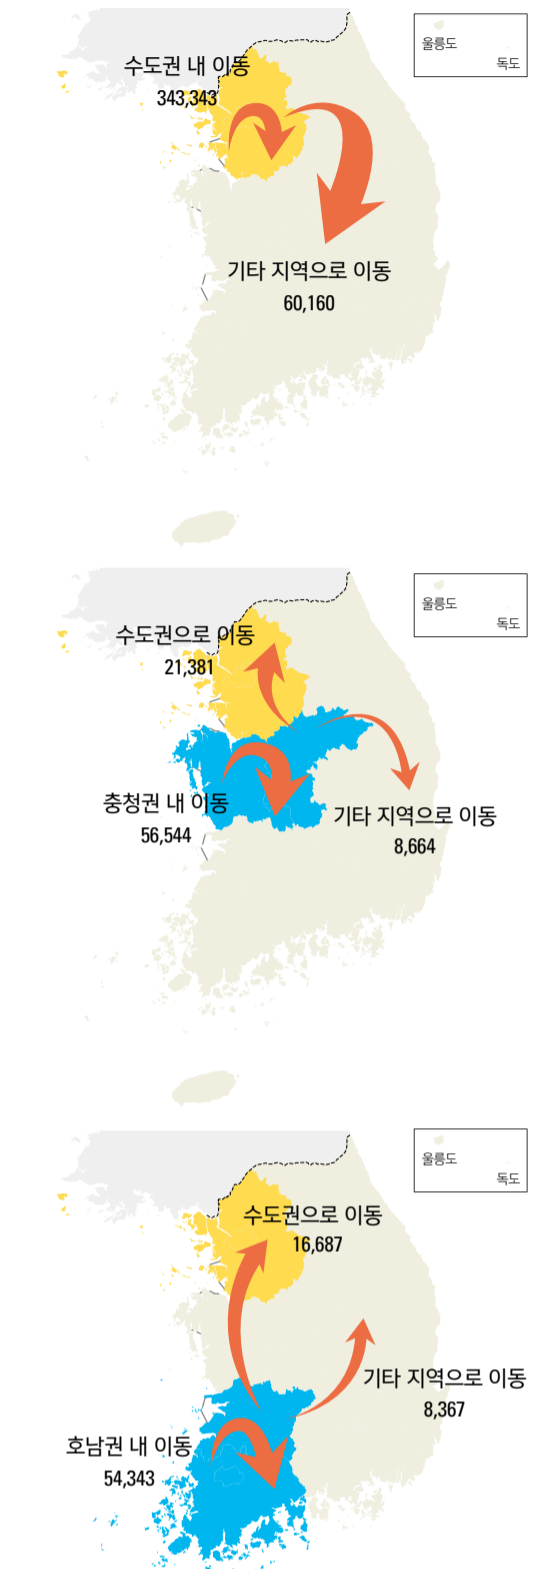 수도권 내 이동
343,343
울릉도
독도
기타 지역으로 이동
60,160
수도권으로 이동
21,381
울릉도
독도
충청권 내 이동
56,544
기타 지역으로 이동
8,664
울릉도
독도
수도권으로 이동
16,687
기타 지역으로 이동
8,367
호남권 내 이동
54,343